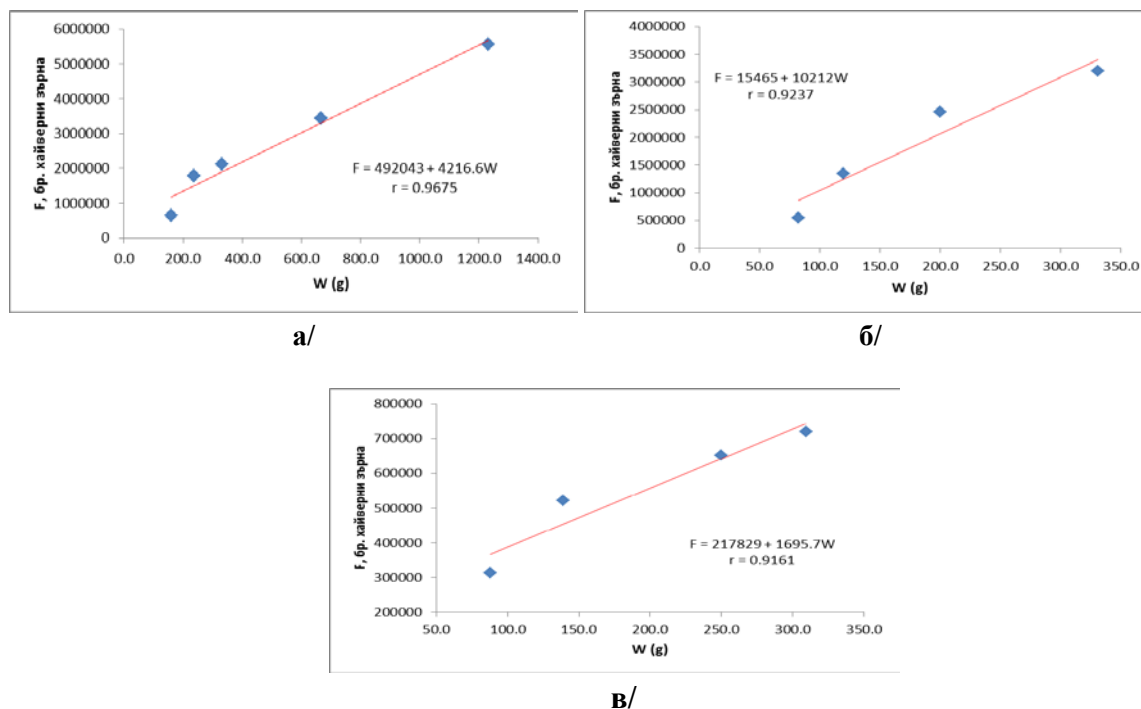 6000000
5000000
4000000
3000000
2000000
1000000
0
F, бр. хайверни зърна
F = 492043 + 4216.6W
r = 0.9675
0.0 200.0 400.0 600.0 800.0 1000.0 1200.0 1400.0
W (g)
а/
4000000
3500000
3000000
2500000
2000000
1500000
1000000
500000
0
F, бр. хайверни зърна
F = 15465 + 10212W
r = 0.9237
0.0 50.0 100.0 150.0 200.0 250.0 300.0 350.0
W (g)
б/
800000
700000
600000
500000
400000
300000
200000
F, бр. хайверни зърна
F = 217829 + 1695.7W
r = 0.9161
50.0 100.0 150.0 200.0 250.0 300.0 350.0
W (g)
в/